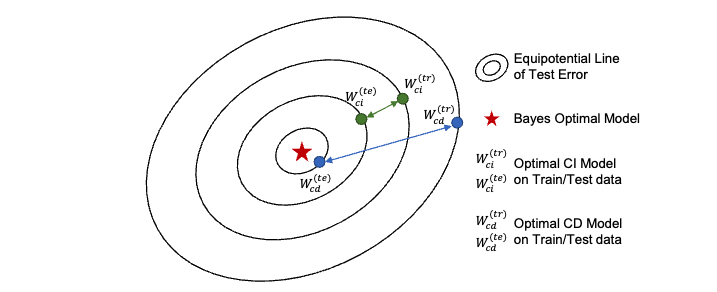 W_{ci}^{(te)}
W_{ci}^{(tr)}
W_{cd}^{(tr)}
W_{cd}^{(te)}
Equipotential Line
of Test Error
Bayes Optimal Model
W_{ci}^{(tr)} Optimal CI Model
W_{ci}^{(te)} on Train/Test data
W_{cd}^{(tr)} Optimal CD Model
W_{cd}^{(te)} on Train/Test data